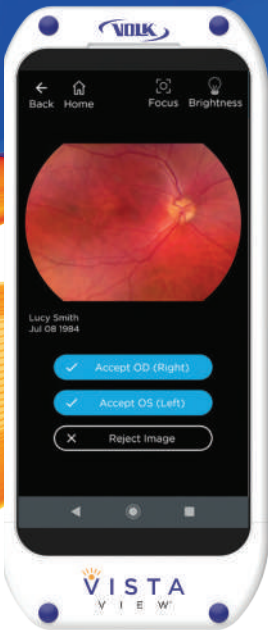 VOLK
Back Home Focus Brightness
Lucy Smith
Jul 08 1984
Accept OD (Right)
Accept OS (Left)
Reject Image
VISTA
VIEW